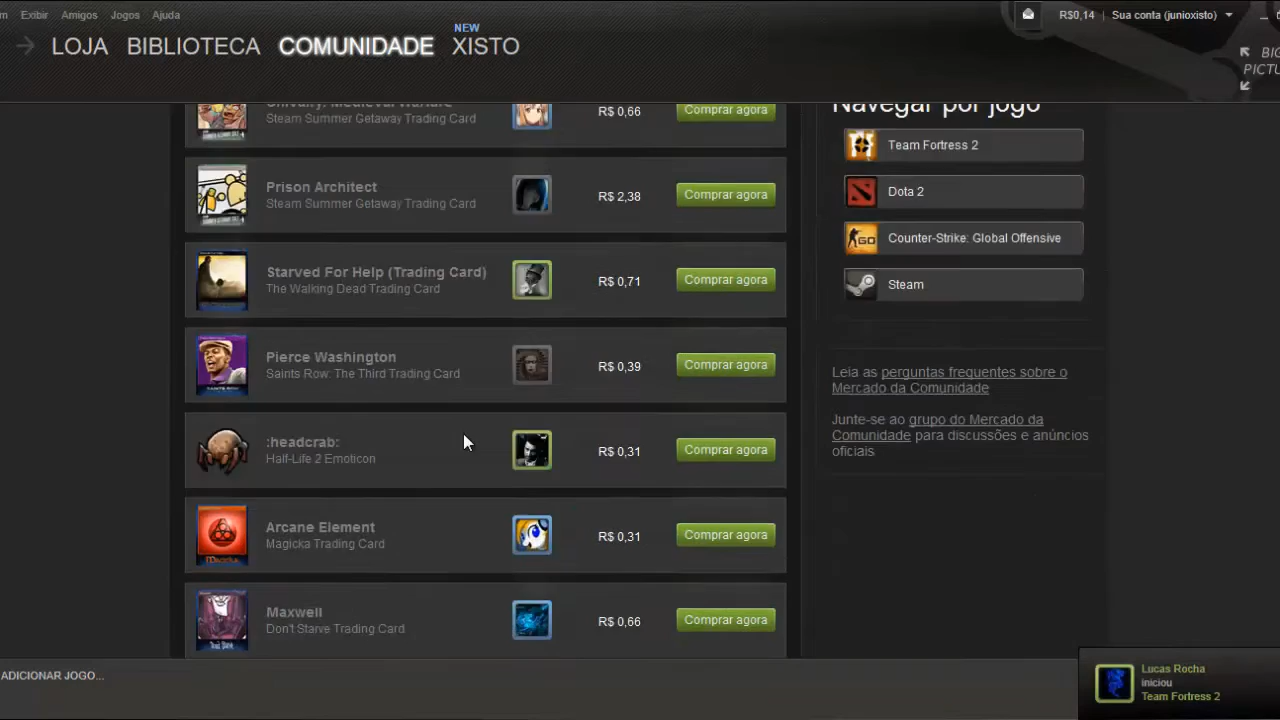 m Exibir Amigos Jogos Ajuda
R$0,14 Sua conta (junioxisto)
NEW
LOJA BIBLIOTECA COMUNIDADE XISTO
BIG
PICTU
Chivalry: Medieval Warfare
Steam Summer Getaway Trading Card
R$ 0,66
Comprar agora
Prison Architect
Steam Summer Getaway Trading Card
R$ 2,38
Comprar agora
Starved For Help (Trading Card)
The Walking Dead Trading Card
R$ 0,71
Comprar agora
Pierce Washington
Saints Row: The Third Trading Card
R$ 0,39
Comprar agora
:headcrab:
Half-Life 2 Emoticon
R$ 0,31
Comprar agora
Arcane Element
Magicka Trading Card
R$ 0,31
Comprar agora
Maxwell
Don't Starve Trading Card
R$ 0,66
Comprar agora
Navegar por jogo
Team Fortress 2
Dota 2
GO
Counter-Strike: Global Offensive
Steam
Leia as perguntas frequentes sobre o
Mercado da Comunidade
Junte-se ao grupo do Mercado da
Comunidade para discussões e anúncios
oficiais.
ADICIONAR JOGO...
Lucas Rocha
iniciou
Team Fortress 2